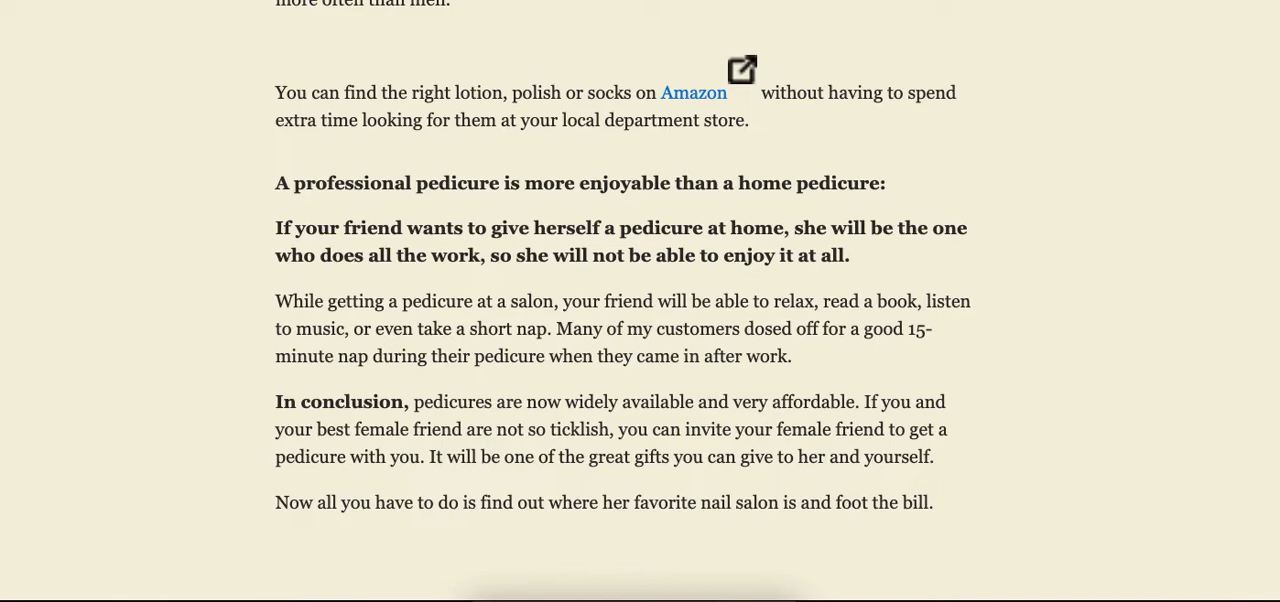 more often than men.
You can find the right lotion, polish or socks on Amazon without having to spend
extra time looking for them at your local department store.
A professional pedicure is more enjoyable than a home pedicure:
If your friend wants to give herself a pedicure at home, she will be the one
who does all the work, so she will not be able to enjoy it at all.
While getting a pedicure at a salon, your friend will be able to relax, read a book, listen
to music, or even take a short nap. Many of my customers dosed off for a good 15-
minute nap during their pedicure when they came in after work.
In conclusion, pedicures are now widely available and very affordable. If you and
your best female friend are not so ticklish, you can invite your female friend to get a
pedicure with you. It will be one of the great gifts you can give to her and yourself.
Now all you have to do is find out where her favorite nail salon is and foot the bill.